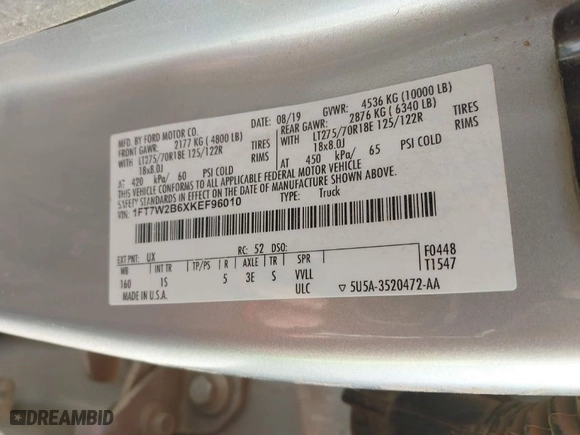 MFD. BY FORD MOTOR CO.
DATE: 08/19
GVWR: 4536 KG (10000 LB)
FRONT GAWR: 2177 KG (4800 LB)
REAR GAWR: 2876 KG (6340 LB)
WITH LT275/70R18E 125/122R TIRES
WITH LT275/70R18E 125/122R TIRES
18x8.0J RIMS
18x8.0J RIMS
AT 420 kPa/ 60 PSI COLD
AT 450 kPa/ 65 PSI COLD
THIS VEHICLE CONFORMS TO ALL APPLICABLE FEDERAL MOTOR VEHICLE
SAFETY STANDARDS IN EFFECT ON THE DATE OF MANUFACTURE SHOWN ABOVE.
VIN: 1FT7W2B6XKEF96010
TYPE: Truck
EXT PNT: UX RC: 52 DSO: F0448
WB INT TR TP/PS R AXLE TR SPR T1547
160 1S 5 3E S VVLL
MADE IN U.S.A. ULC ▽ 5U5A-3520472-AA
DREAMBID